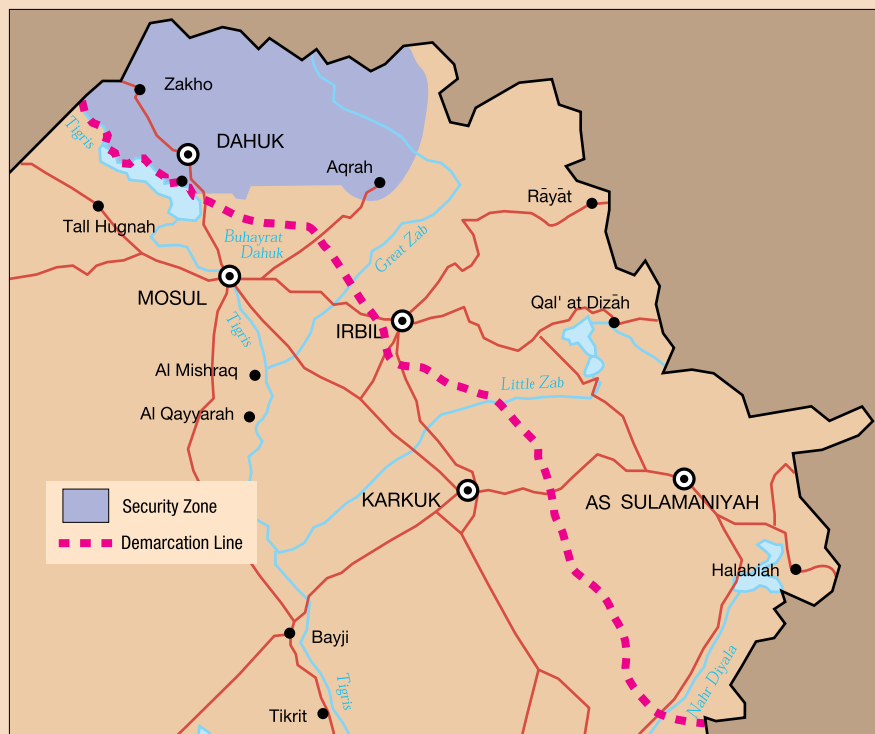 Zakho
Tigris
DAHUK
Aqrah
Rāyāt
Tall Hugnah
Buhayrat
Dahuk
Great Zab
MOSUL
Qal' at Dizāh
Tigris
IRBIL
Al Mishraq
Little Zab
Al Qayyarah
KARKUK
AS SULAMANIYAH
Security Zone
Demarcation Line
Halabiah
Bayji
Nahr Diyala
Tigris
Tikrit